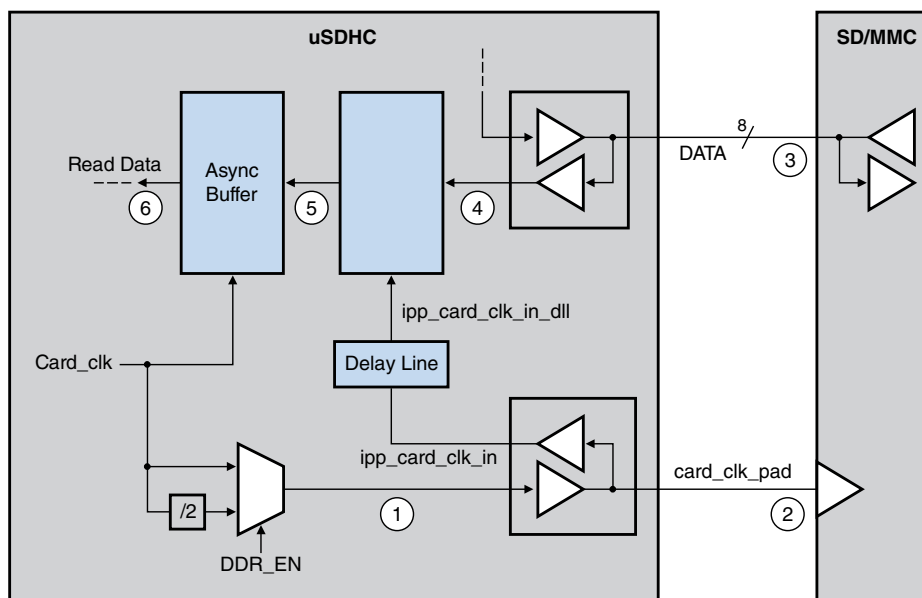 uSDHC
SD/MMC
Read Data
Async
Buffer
8
DATA
3
6
5
4
ipp_card_clk_in_dll
Card_clk
Delay Line
ipp_card_clk_in
card_clk_pad
/2
1
2
DDR_EN